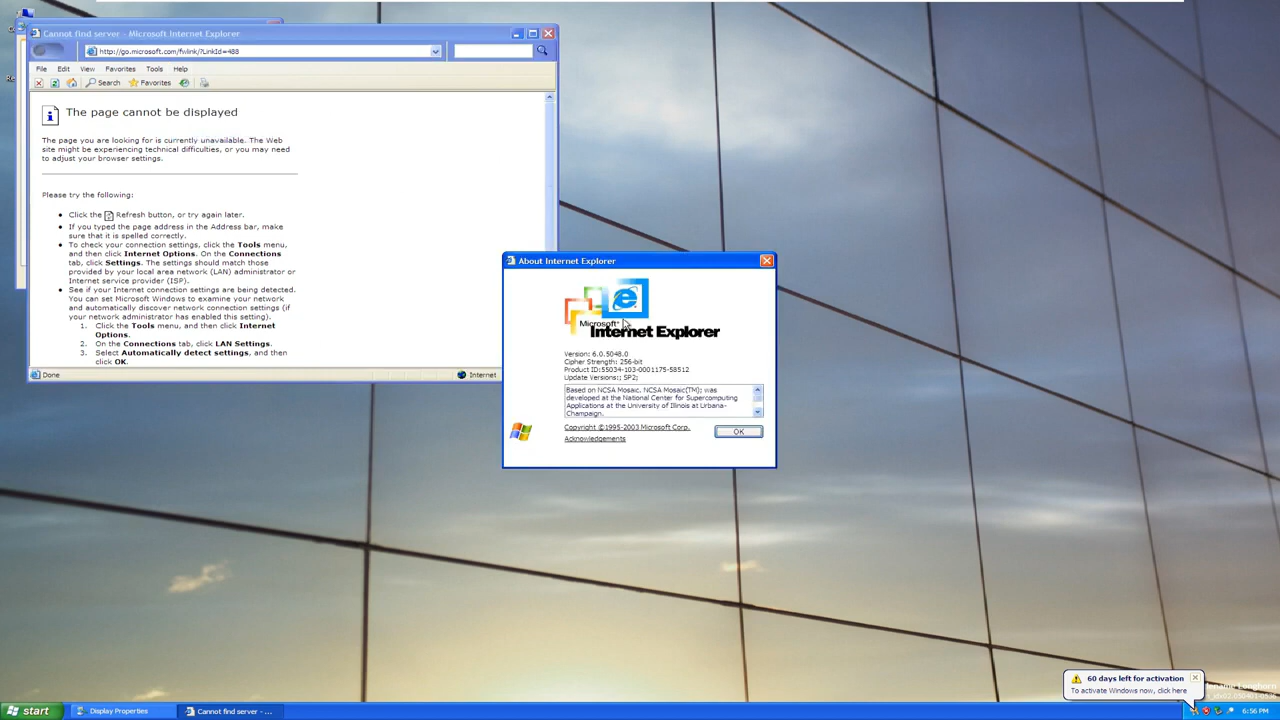 Cannot find server - Microsoft Internet Explorer
http://go.microsoft.com/fwlink/?LinkId=488
File Edit View Favorites Tools Help
Search Favorites
The page cannot be displayed
The page you are looking for is currently unavailable. The Web
site might be experiencing technical difficulties, or you may need
to adjust your browser settings.
Please try the following:
Click the Refresh button, or try again later.
If you typed the page address in the Address bar, make
sure that it is spelled correctly.
To check your connection settings, click the Tools menu,
and then click Internet Options. On the Connections
tab, click Settings. The settings should match those
provided by your local area network (LAN) administrator or
Internet service provider (ISP).
See if your Internet connection settings are being detected.
You can set Microsoft Windows to examine your network
and automatically discover network connection settings (if
your network administrator has enabled this setting).
1. Click the Tools menu, and then click Internet
Options.
2. On the Connections tab, click LAN Settings.
3. Select Automatically detect settings, and then
click OK.
Done Internet
About Internet Explorer
Microsoft
Internet Explorer
Version: 6.0.5048.0
Cipher Strength: 256-bit
Product ID:55034-103-0001175-58512
Update Versions:; SP2;
Based on NCSA Mosaic. NCSA Mosaic(TM); was
developed at the National Center for Supercomputing
Applications at the University of Illinois at Urbana-
Champaign.
Copyright ©1995-2003 Microsoft Corp.
Acknowledgements
OK
60 days left for activation
To activate Windows now, click here
Longhorn
start Display Properties Cannot find server - ... 6:56 PM